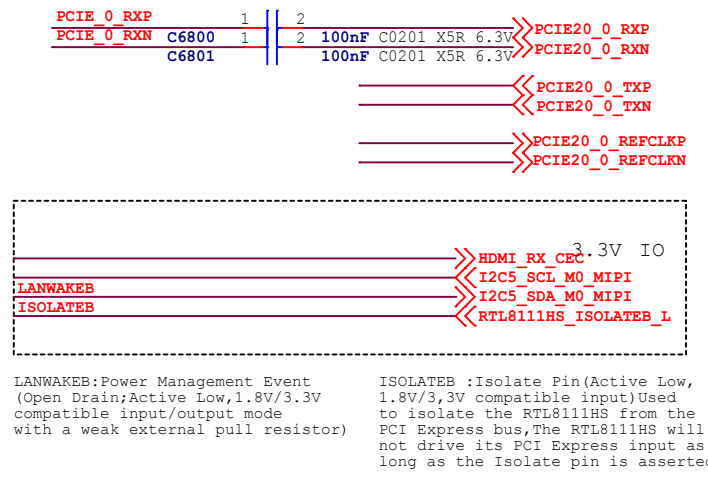 PCIE_0_RXP 1 2 PCIE20_0_RXP
PCIE_0_RXN C6800 1 2 100nF C0201 X5R 6.3V PCIE20_0_RXN
C6801 100nF C0201 X5R 6.3V
PCIE20_0_TXP
PCIE20_0_TXN
PCIE20_0_REFCLKP
PCIE20_0_REFCLKN
3.3V IO
HDMI_RX_CEC
I2C5_SCL_M0_MIPI
LANWAKEB I2C5_SDA_M0_MIPI
ISOLATEB RTL8111HS_ISOLATEB_L
LANWAKEB:Power Management Event
(Open Drain;Active Low,1.8V/3.3V
compatible input/output mode
with a weak external pull resistor)
ISOLATEB :Isolate Pin(Active Low,
1.8V/3,3V compatible input)Used
to isolate the RTL8111HS from the
PCI Express bus,The RTL8111HS will
not drive its PCI Express input as
long as the Isolate pin is asserted